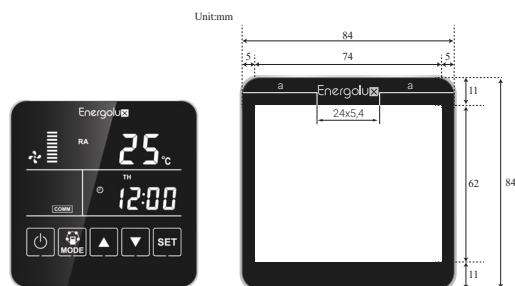 Unit:mm
84
5 74 5
a Energolux a
24x5,4
11
62
84
11
Energolux
RA 25 °C
TH
12:00
COMM
MODE
SET